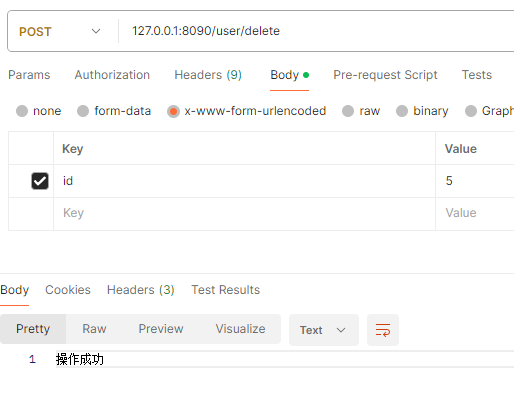 POST 127.0.0.1:8090/user/delete
Params Authorization Headers (9) Body Pre-request Script Tests
none form-data x-www-form-urlencoded raw binary Graph
Key Value
id 5
Key Value
Body Cookies Headers (3) Test Results
Pretty Raw Preview Visualize Text
1 操作成功